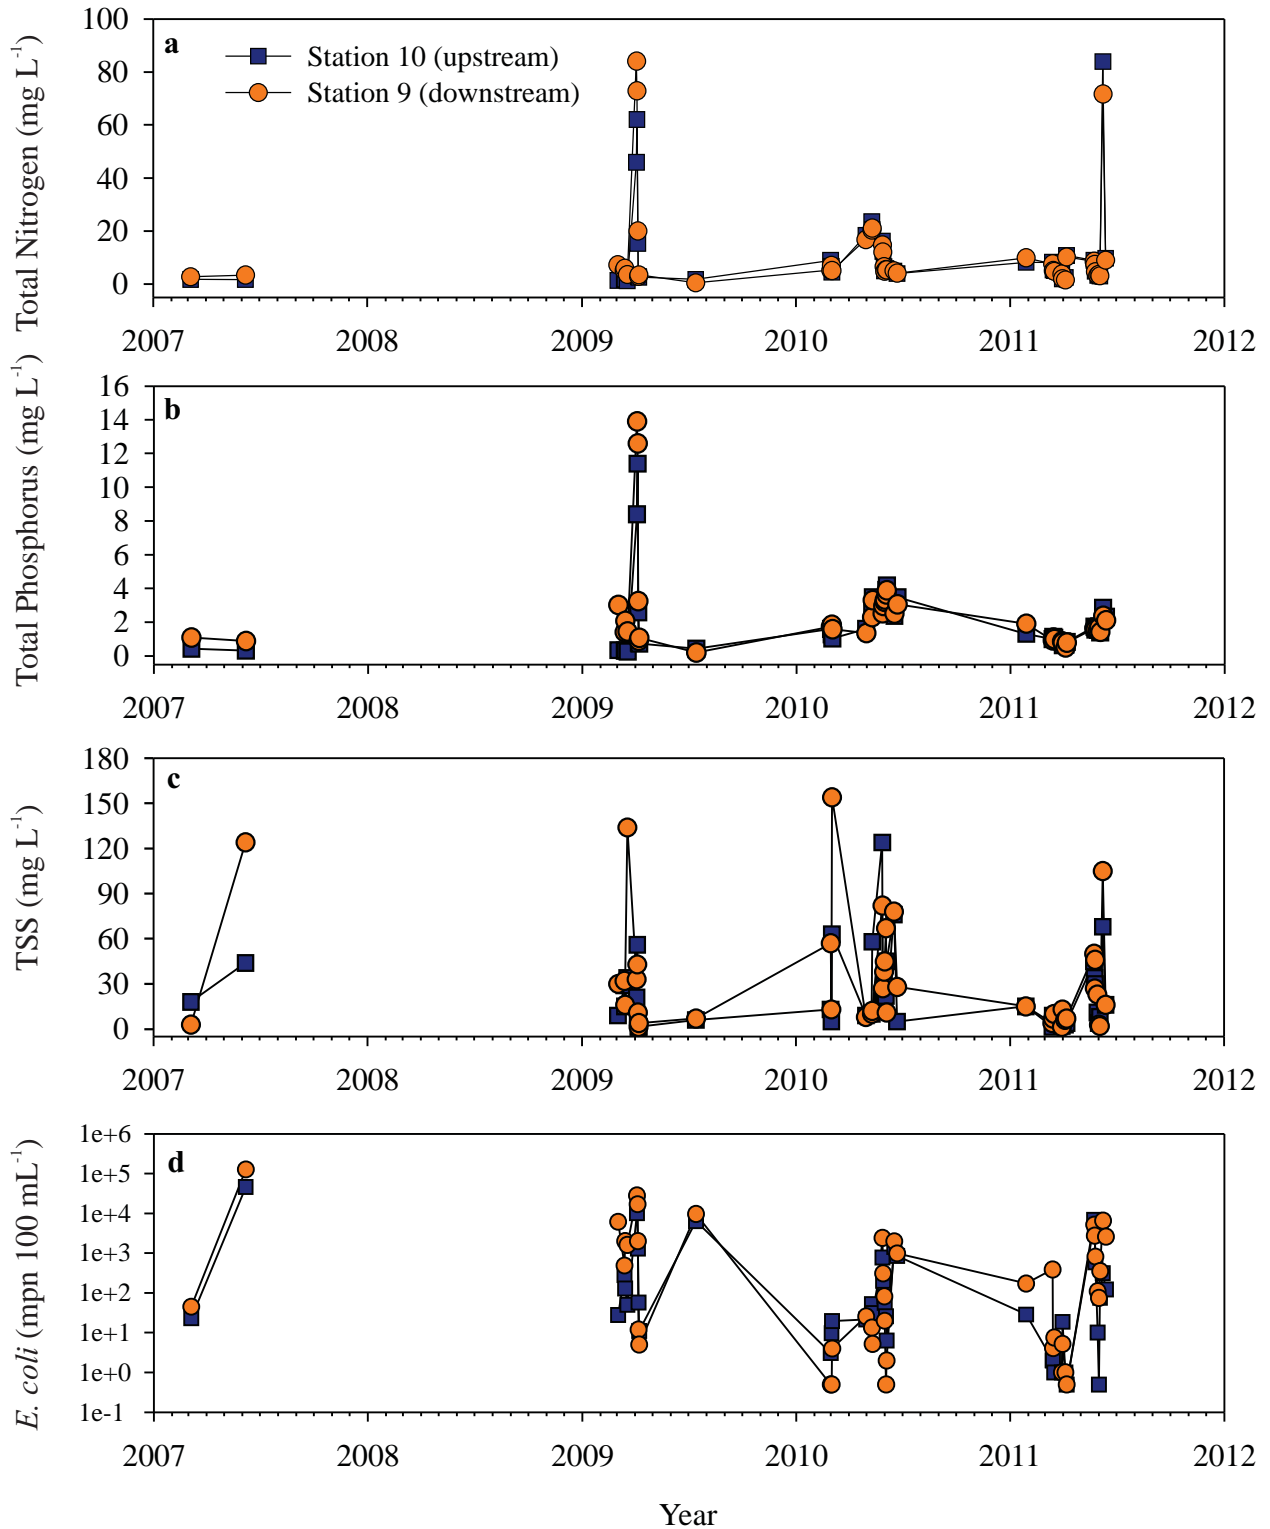 Total Nitrogen (mg L-1)
100
80
60
40
20
0
a
Station 10 (upstream)
Station 9 (downstream)
2007 2008 2009 2010 2011 2012
Total Phosphorus (mg L-1)
16
14
12
10
8
6
4
2
0
b
2007 2008 2009 2010 2011 2012
TSS (mg L-1)
180
150
120
90
60
30
0
c
2007 2008 2009 2010 2011 2012
E. coli (mpn 100 mL-1)
1e+6
1e+5
1e+4
1e+3
1e+2
1e+1
1e+0
1e-1
d
2007 2008 2009 2010 2011 2012
Year